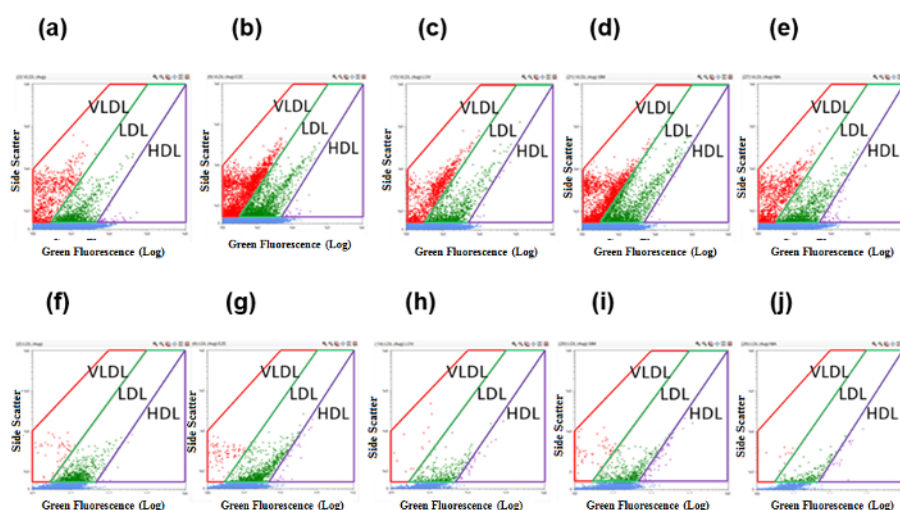 (a) (b) (c) (d) (e)
VLDL VLDL VLDL VLDL VLDL
LDL LDL LDL LDL LDL
HDL HDL HDL HDL HDL
Side Scatter Side Scatter Side Scatter Side Scatter Side Scatter
Green Fluorescence (Log) Green Fluorescence (Log) Green Fluorescence (Log) Green Fluorescence (Log) Green Fluorescence (Log)
(f) (g) (h) (i) (j)
VLDL VLDL VLDL VLDL VLDL
LDL LDL LDL LDL LDL
HDL HDL HDL HDL HDL
Side Scatter Side Scatter Side Scatter Side Scatter Side Scatter
Green Fluorescence (Log) Green Fluorescence (Log) Green Fluorescence (Log) Green Fluorescence (Log) Green Fluorescence (Log)